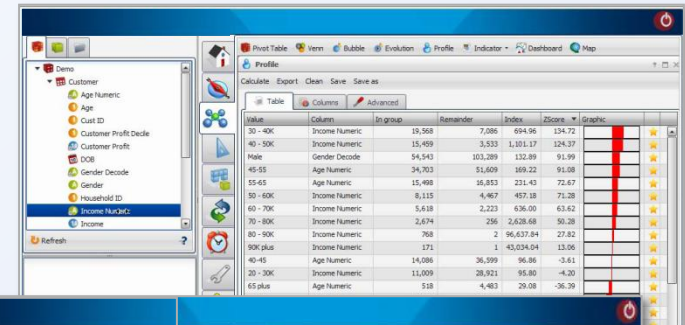 Pivot Table Venn Bubble Evolution Profile Indicator Dashboard Map
Profile
Calculate Export Clean Save Save as
Table Columns Advanced
Demo
Customer
Age Numeric
Age
Cust ID
Customer Profit Decile
Customer Profit
DOB
Gender Decode
Gender
Household ID
Income
Refresh ?
Value Column In group Remainder Index ZScore Graphic
30 - 40K Income Numeric 19,568 7,086 694.96 134.72
40 - 50K Income Numeric 15,459 3,533 1,101.17 124.37
Male Gender Decode 54,543 103,289 132.89 91.99
45-55 Age Numeric 34,703 51,609 169.22 91.08
55-65 Age Numeric 15,498 16,853 231.43 72.67
50 - 60K Income Numeric 8,115 4,467 457.18 71.28
60 - 70K Income Numeric 5,618 2,223 636.00 63.62
70 - 80K Income Numeric 2,674 256 2,628.68 50.28
80 - 90K Income Numeric 768 2 96,637.84 27.82
90K plus Income Numeric 171 1 43,034.04 13.06
40-45 Age Numeric 14,086 36,599 96.86 -3.61
20 - 30K Income Numeric 11,009 28,921 95.80 -4.20
65 plus Age Numeric 518 4,483 29.08 -36.39